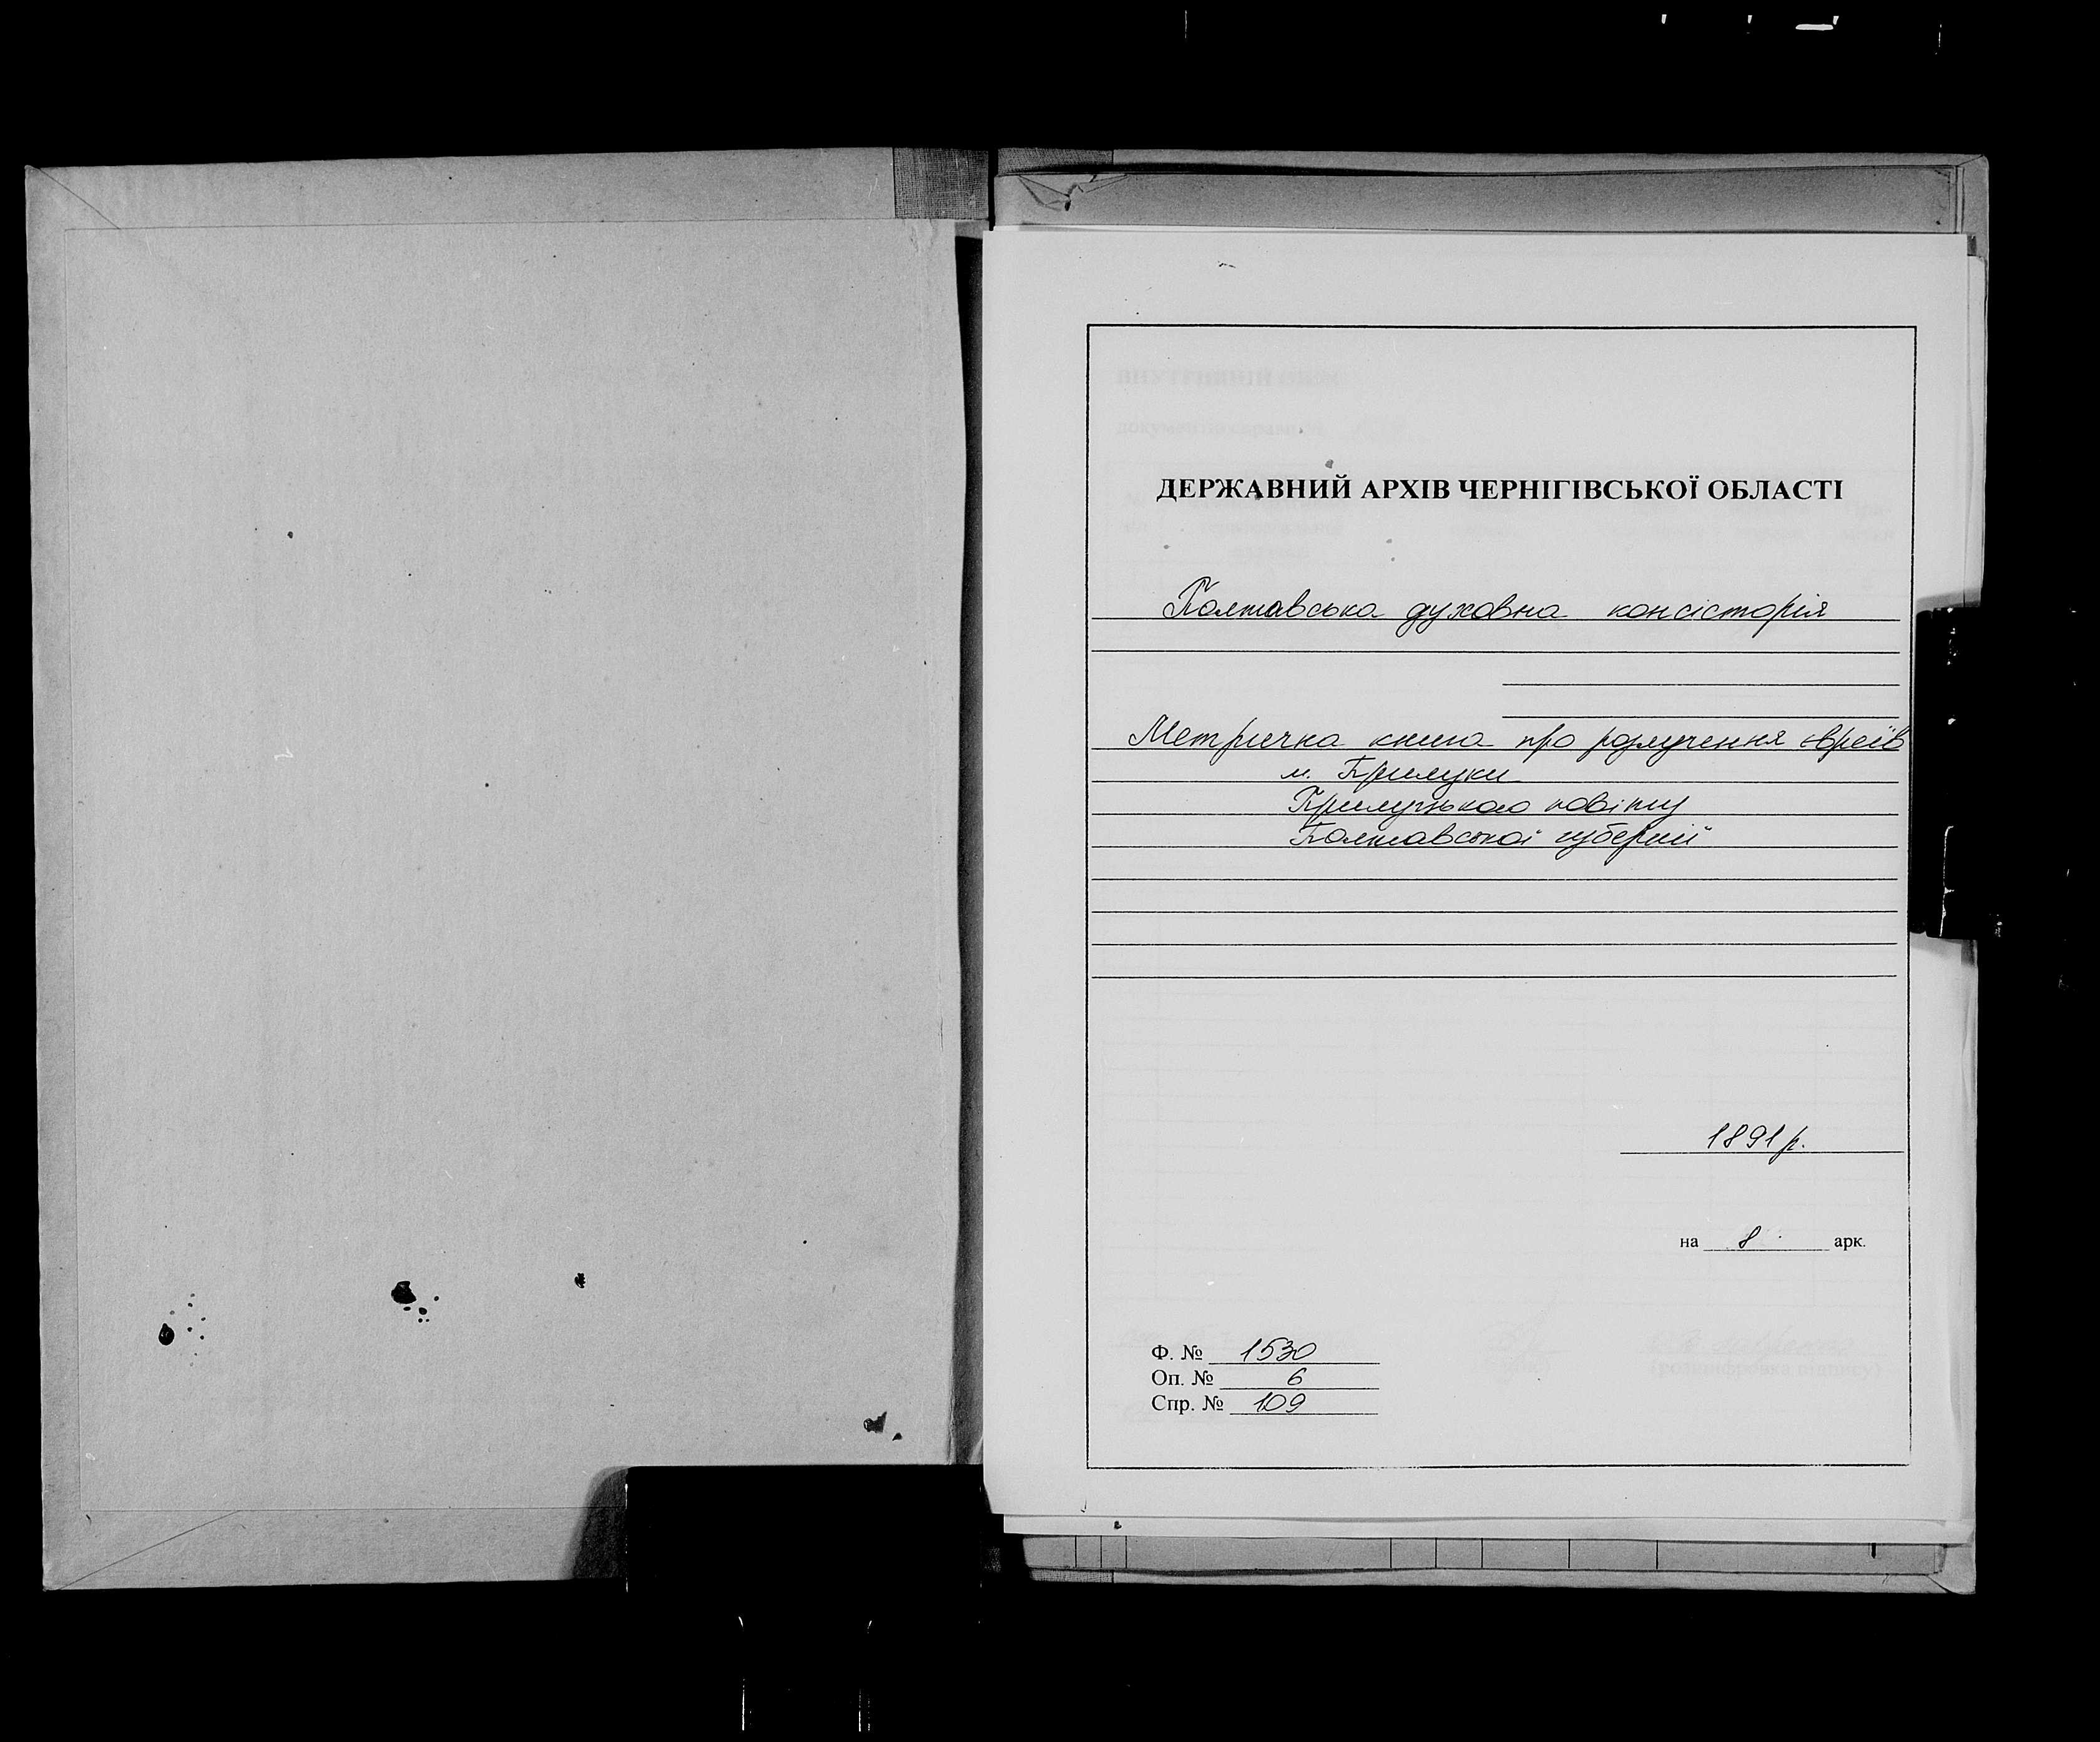 ДЕРЖАВНИЙ АРХІВ ЧЕРНІГІВСЬКОЇ ОБЛАСТІ
Полтавська духовна консісторія
Метрична книга про розлучення євреїв
м. Прилуки
Прилуцького повіту
Полтавської губернії
1891 р.
на 8 арк.
Ф. № 1530
Оп. № 6
Спр. № 109